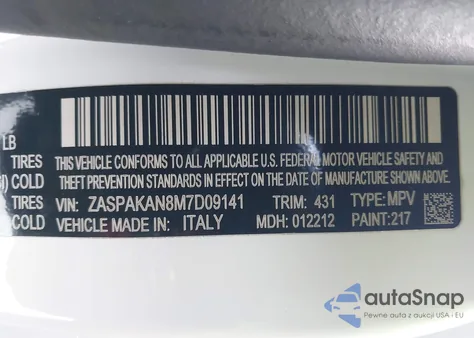 LB
TIRES THIS VEHICLE CONFORMS TO ALL APPLICABLE U.S. FEDERAL MOTOR VEHICLE SAFETY AND
COLD THEFT PREVENTION STANDARDS IN EFFECT ON THE DATE OF MANUFACTURE SHOWN ABOVE.
TIRES VIN: ZASPAKAN8M7D09141 TRIM: 431 TYPE: MPV
COLD VEHICLE MADE IN: ITALY MDH: 012212 PAINT: 217
autoSnap
Pewne auta z aukcji USA i EU